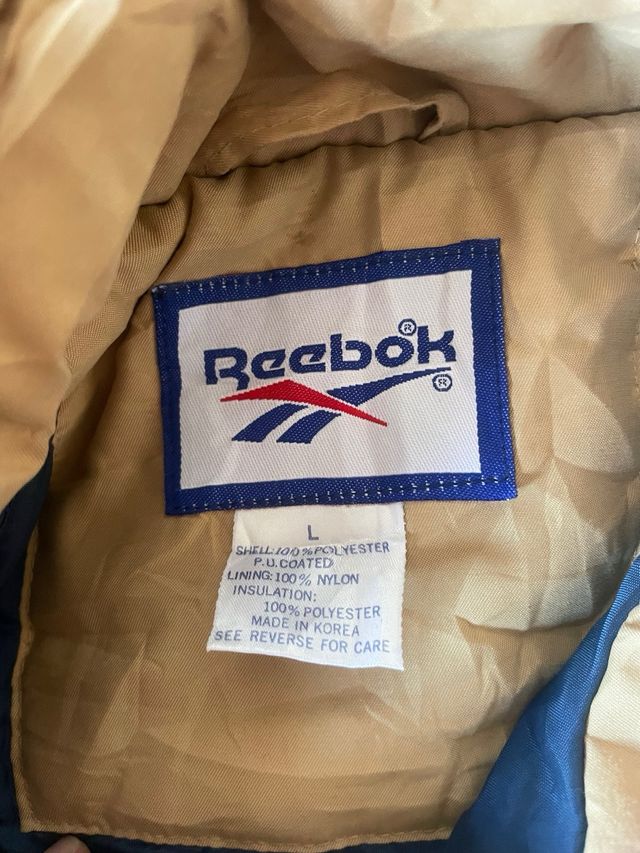 Reebok®
®
L
SHELL:100%POLYESTER
P.U.COATED
LINING:100% NYLON
INSULATION:
100% POLYESTER
MADE IN KOREA
SEE REVERSE FOR CARE